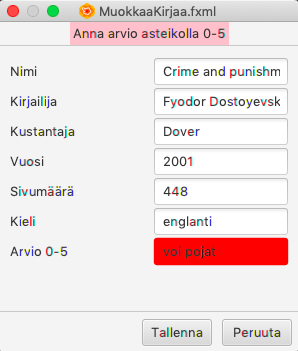 MuokkaaKirjaa.fxml
Anna arvio asteikolla 0-5
Nimi Crime and punishm
Kirjailija Fyodor Dostoyevsk
Kustantaja Dover
Vuosi 2001
Sivumäärä 448
Kieli englanti
Arvio 0-5 voi pojat
Tallenna Peruuta